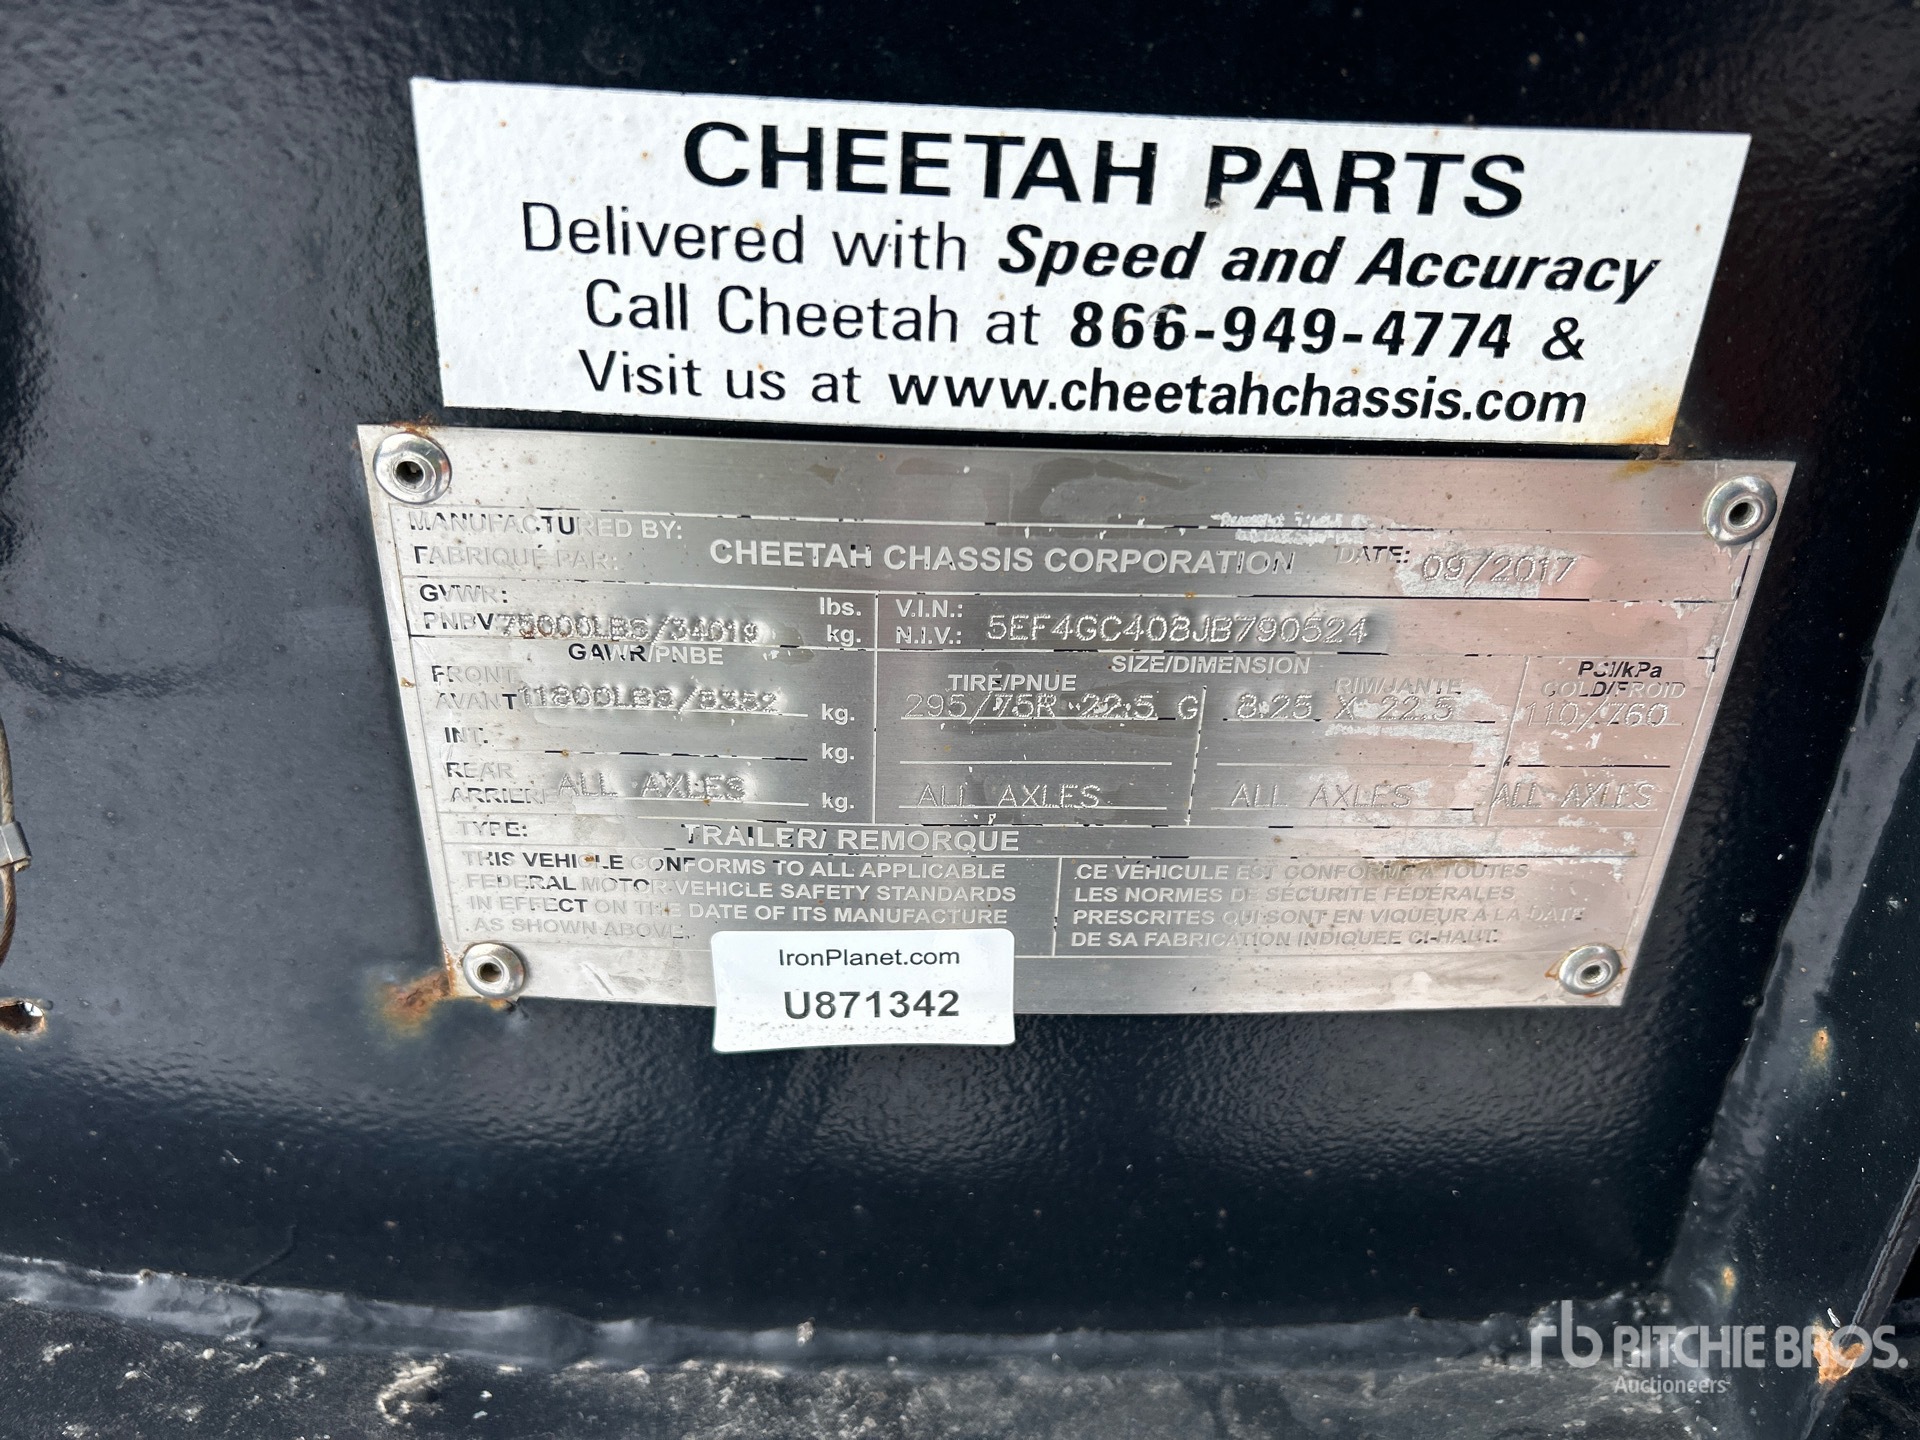 CHEETAH PARTS
Delivered with Speed and Accuracy
Call Cheetah at 866-949-4774 &
Visit us at www.cheetahchassis.com
MANUFACTURED BY:
FABRIQUE PAR: CHEETAH CHASSIS CORPORATION DATE: 09/2017
GVWR: lbs. V.I.N.:
PNBV 75000LBS/34019 kg. N.I.V.: 5EF4GC408JB790524
GAWR/PNBE SIZE/DIMENSION PSI/kPa
FRONT TIRE/PNUE RIM/JANTE COLD/FROID
AVANT 11800LBS/5352 kg. 295/75R 22.5 G 8.25 X 22.5 110/760
INT. kg.
REAR
ARRIERE ALL AXLES kg. ALL AXLES ALL AXLES ALL AXLES
TYPE: TRAILER/ REMORQUE
THIS VEHICLE CONFORMS TO ALL APPLICABLE
FEDERAL MOTOR VEHICLE SAFETY STANDARDS
IN EFFECT ON THE DATE OF ITS MANUFACTURE
AS SHOWN ABOVE.
CE VÉHICULE EST CONFORME A TOUTES
LES NORMES DE SÉCURITE FÉDÉRALES
PRESCRITES QUI SONT EN VIQUEUR A LA DATE
DE SA FABRICATION INDIQUEE CI-HAUT.
IronPlanet.com
U871342
rb RITCHIE BROS.
Auctioneers